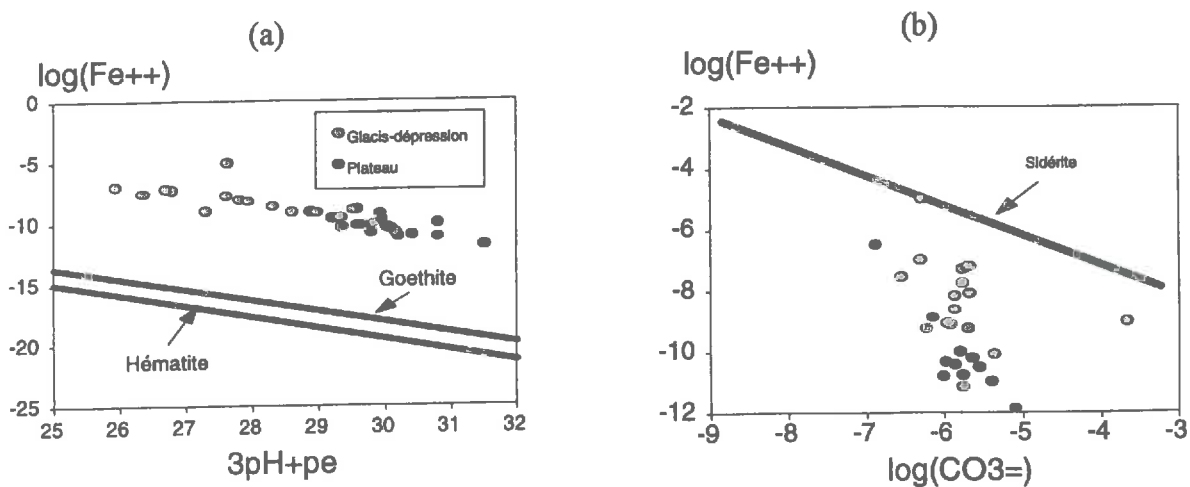 (a)
log(Fe++)
0
-5
-10
-15
-20
-25
25 26 27 28 29 30 31 32
3pH+pe
Glacis-dépression
Plateau
Goethite
Hématite
(b)
log(Fe++)
-2
-4
-6
-8
-10
-12
-9 -8 -7 -6 -5 -4 -3
log(CO3=)
Sidérite